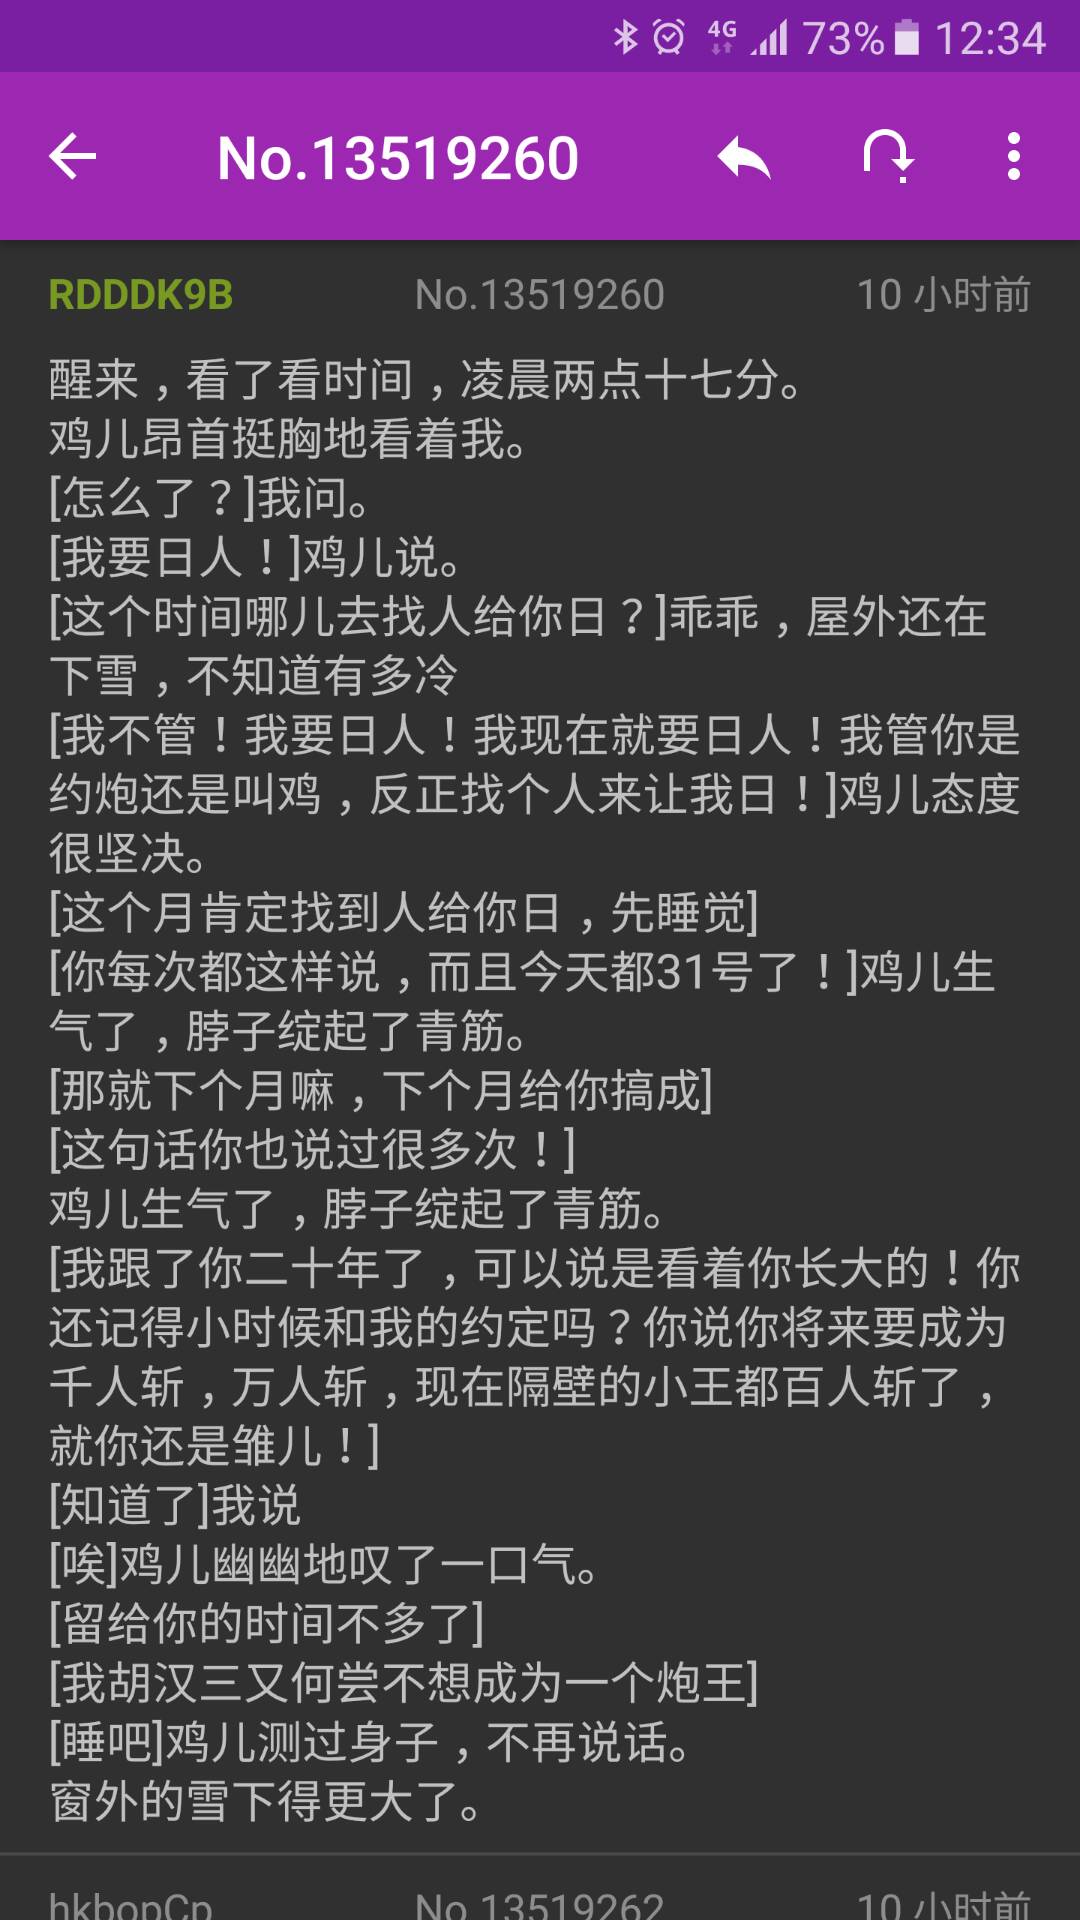 4G 73% 12:34
No.13519260
RDDDK9B No.13519260 10 小时前
醒来，看了看时间，凌晨两点十七分。
鸡儿昂首挺胸地看着我。
[怎么了？]我问。
[我要日人！]鸡儿说。
[这个时间哪儿去找人给你日？]乖乖，屋外还在
下雪，不知道有多冷
[我不管！我要日人！我现在就要日人！我管你是
约炮还是叫鸡，反正找个人来让我日！]鸡儿态度
很坚决。
[这个月肯定找到人给你日，先睡觉]
[你每次都这样说，而且今天都31号了！]鸡儿生
气了，脖子绽起了青筋。
[那就下个月嘛，下个月给你搞成]
[这句话你也说过很多次！]
鸡儿生气了，脖子绽起了青筋。
[我跟了你二十年了，可以说是看着你长大的！你
还记得小时候和我的约定吗？你说你将来要成为
千人斩，万人斩，现在隔壁的小王都百人斩了，
就你还是雏儿！]
[知道了]我说
[唉]鸡儿幽幽地叹了一口气。
[留给你的时间不多了]
[我胡汉三又何尝不想成为一个炮王]
[睡吧]鸡儿测过身子，不再说话。
窗外的雪下得更大了。
hkbopCp No.13519262 10 小时前